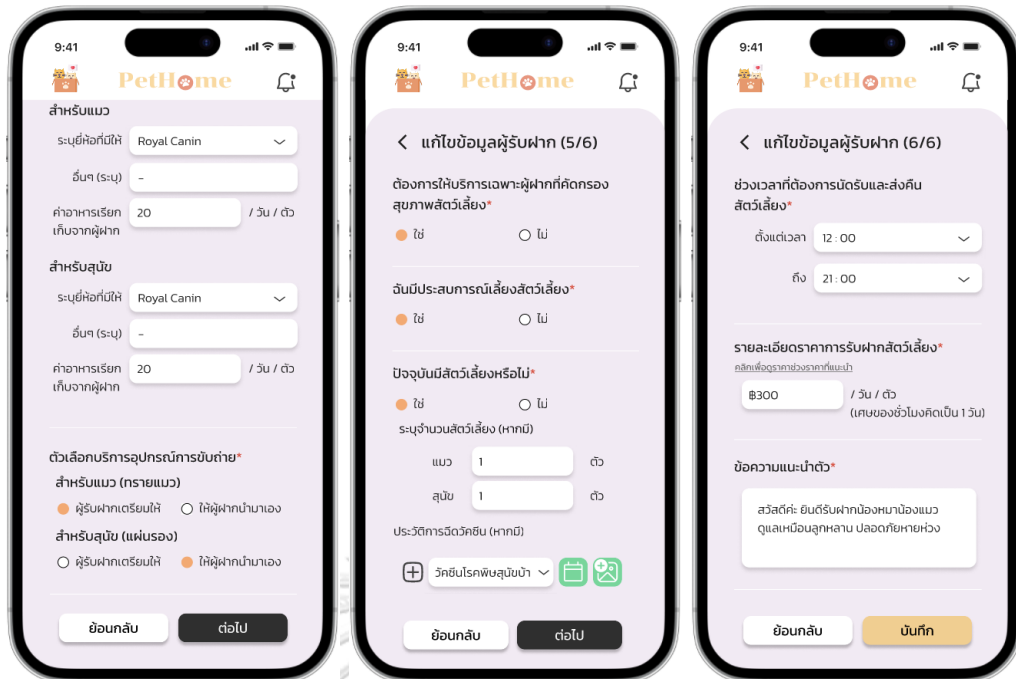 9:41
PetHome
สำหรับแมว
ระบุยี่ห้อที่มีให้ Royal Canin
อื่นๆ (ระบุ) -
ค่าอาหารเรียก 20 / วัน / ตัว
เก็บจากผู้ฝาก
สำหรับสุนัข
ระบุยี่ห้อที่มีให้ Royal Canin
อื่นๆ (ระบุ) -
ค่าอาหารเรียก 20 / วัน / ตัว
เก็บจากผู้ฝาก
ตัวเลือกบริการอุปกรณ์การขับถ่าย*
สำหรับแมว (ทรายแมว)
ผู้รับฝากเตรียมให้ ให้ผู้ฝากนำมาเอง
สำหรับสุนัข (แผ่นรอง)
ผู้รับฝากเตรียมให้ ให้ผู้ฝากนำมาเอง
ย้อนกลับ ต่อไป
9:41
PetHome
แก้ไขข้อมูลผู้รับฝาก (5/6)
ต้องการให้บริการเฉพาะผู้ฝากที่คัดกรอง
สุขภาพสัตว์เลี้ยง*
ใช่ ไม่
ฉันมีประสบการณ์เลี้ยงสัตว์เลี้ยง*
ใช่ ไม่
ปัจจุบันมีสัตว์เลี้ยงหรือไม่*
ใช่ ไม่
ระบุจำนวนสัตว์เลี้ยง (หากมี)
แมว 1 ตัว
สุนัข 1 ตัว
ประวัติการฉีดวัคซีน (หากมี)
วัคซีนโรคพิษสุนัขบ้า
ย้อนกลับ ต่อไป
9:41
PetHome
แก้ไขข้อมูลผู้รับฝาก (6/6)
ช่วงเวลาที่ต้องการนัดรับและส่งคืน
สัตว์เลี้ยง*
ตั้งแต่เวลา 12 : 00
ถึง 21 : 00
รายละเอียดราคาการรับฝากสัตว์เลี้ยง*
คลิกเพื่อดูราคาช่วงราคาที่แนะนำ
฿300 / วัน / ตัว
(เศษของชั่วโมงคิดเป็น 1 วัน)
ข้อความแนะนำตัว*
สวัสดีค่ะ ยินดีรับฝากน้องหมาน้องแมว
ดูแลเหมือนลูกหลาน ปลอดภัยหายห่วง
ย้อนกลับ บันทึก